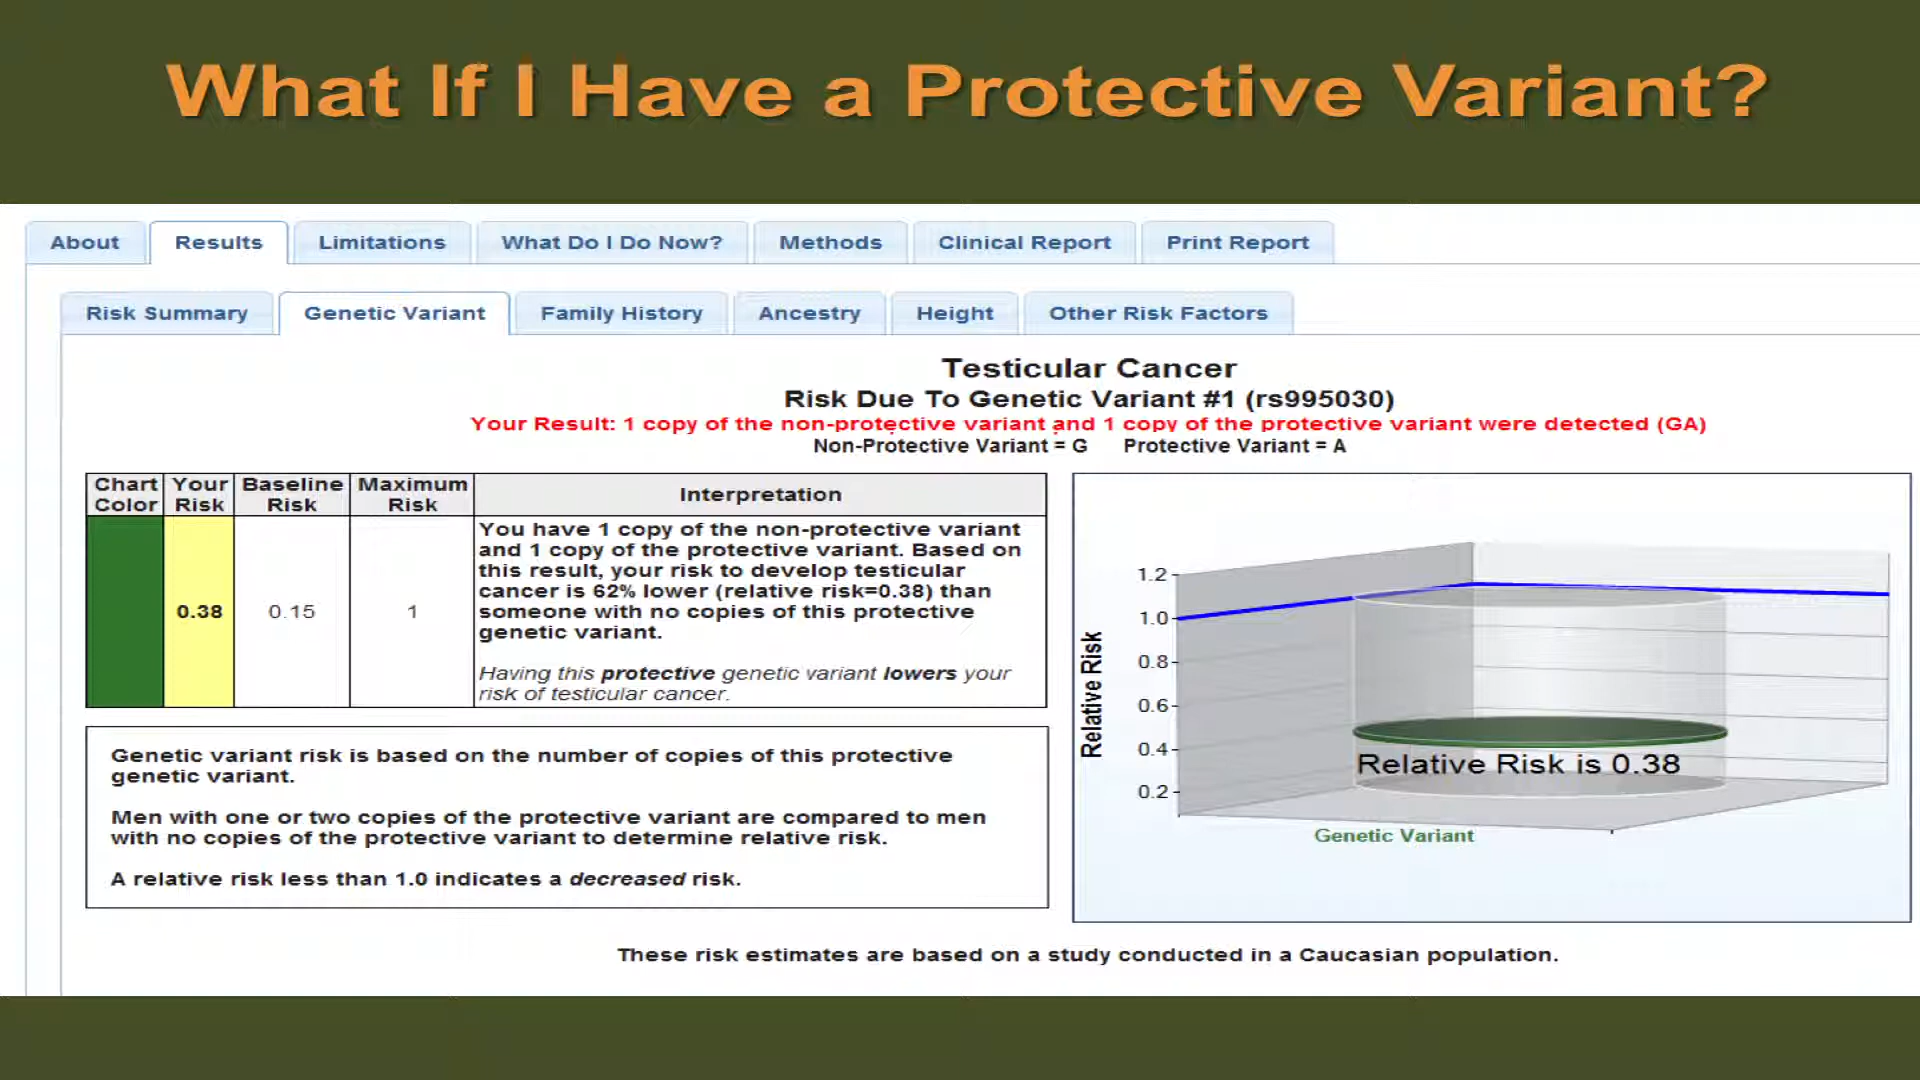 What If I Have a Protective Variant?
About Results Limitations What Do I Do Now? Methods Clinical Report Print Report
Risk Summary Genetic Variant Family History Ancestry Height Other Risk Factors
Testicular Cancer
Risk Due To Genetic Variant #1 (rs995030)
Your Result: 1 copy of the non-protective variant and 1 copy of the protective variant were detected (GA)
Non-Protective Variant = G Protective Variant = A
Chart Color
Your Risk
Baseline Risk
Maximum Risk
Interpretation
0.38
0.15
1
You have 1 copy of the non-protective variant
and 1 copy of the protective variant. Based on
this result, your risk to develop testicular
cancer is 62% lower (relative risk=0.38) than
someone with no copies of this protective
genetic variant.
Having this protective genetic variant lowers your
risk of testicular cancer.
Genetic variant risk is based on the number of copies of this protective
genetic variant.
Men with one or two copies of the protective variant are compared to men
with no copies of the protective variant to determine relative risk.
A relative risk less than 1.0 indicates a decreased risk.
Relative Risk
1.2
1.0
0.8
0.6
0.4
0.2
Relative Risk is 0.38
Genetic Variant
These risk estimates are based on a study conducted in a Caucasian population.